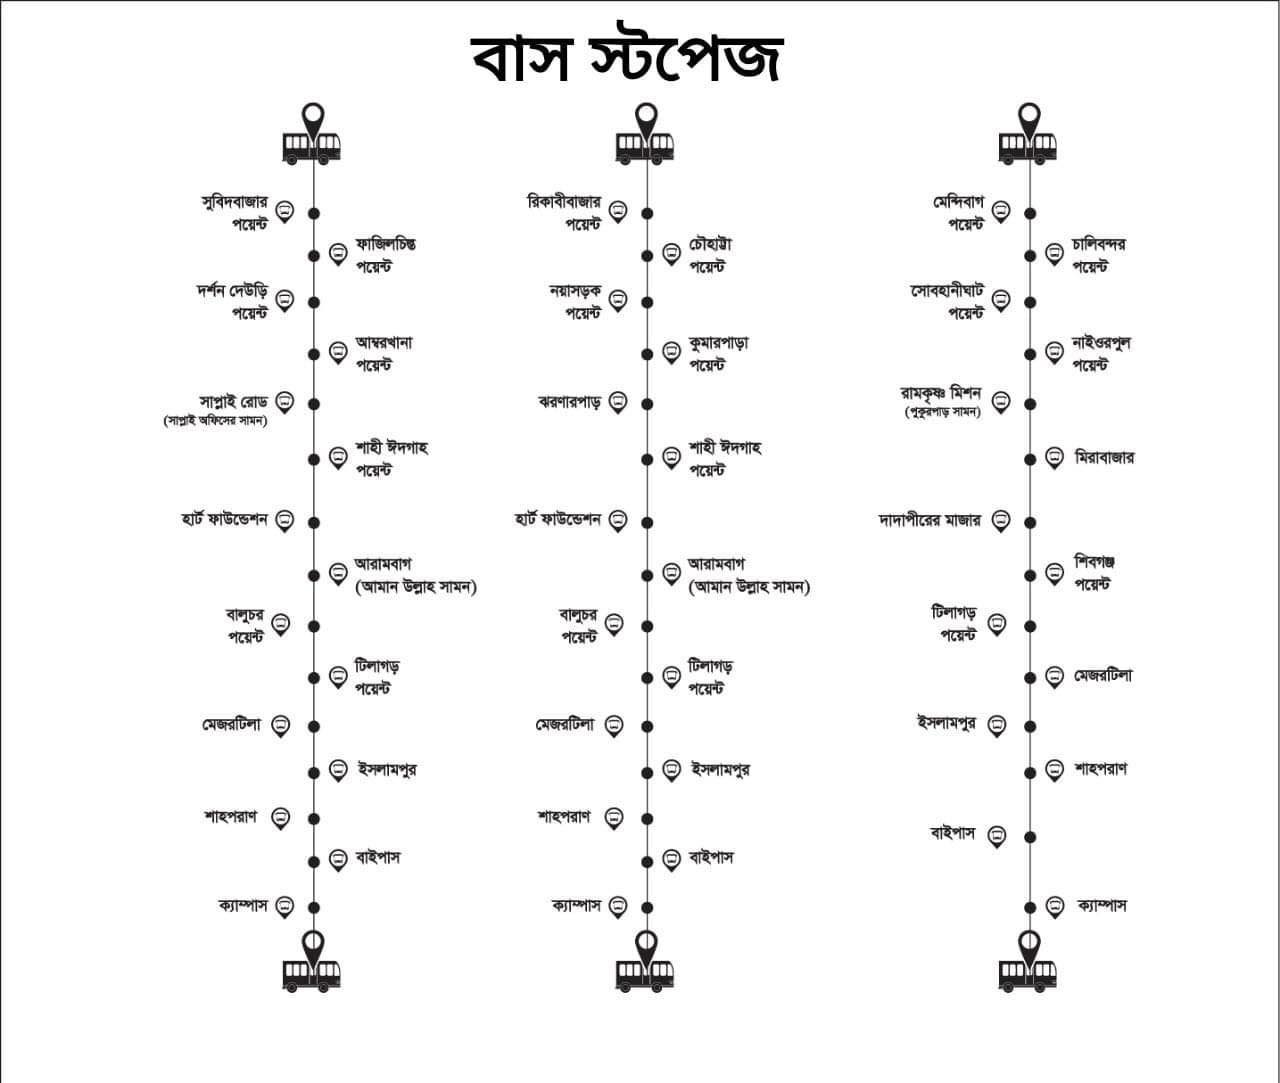 বাস স্টপেজ
সুবিদবাজার
পয়েন্ট
ফাজিলচিস্ত
পয়েন্ট
দর্শন দেউড়ি
পয়েন্ট
আম্বরখানা
পয়েন্ট
সাপ্লাই রোড
(সাপ্লাই অফিসের সামন)
শাহী ঈদগাহ
পয়েন্ট
হার্ট ফাউন্ডেশন
আরামবাগ
(আমান উল্লাহ সামন)
বালুচর
পয়েন্ট
টিলাগড়
পয়েন্ট
মেজরটিলা
ইসলামপুর
শাহপরাণ
বাইপাস
ক্যাম্পাস
রিকাবীবাজার
পয়েন্ট
চৌহাট্টা
পয়েন্ট
নয়াসড়ক
পয়েন্ট
কুমারপাড়া
পয়েন্ট
ঝরণারপাড়
শাহী ঈদগাহ
পয়েন্ট
হার্ট ফাউন্ডেশন
আরামবাগ
(আমান উল্লাহ সামন)
বালুচর
পয়েন্ট
টিলাগড়
পয়েন্ট
মেজরটিলা
ইসলামপুর
শাহপরাণ
বাইপাস
ক্যাম্পাস
মেন্দিবাগ
পয়েন্ট
চালিবন্দর
পয়েন্ট
সোবহানীঘাট
পয়েন্ট
নাইওরপুল
পয়েন্ট
রামকৃষ্ণ মিশন
(পুকুরপাড় সামন)
মিরাবাজার
দাদাপীরের মাজার
শিবগঞ্জ
পয়েন্ট
টিলাগড়
পয়েন্ট
মেজরটিলা
ইসলামপুর
শাহপরাণ
বাইপাস
ক্যাম্পাস